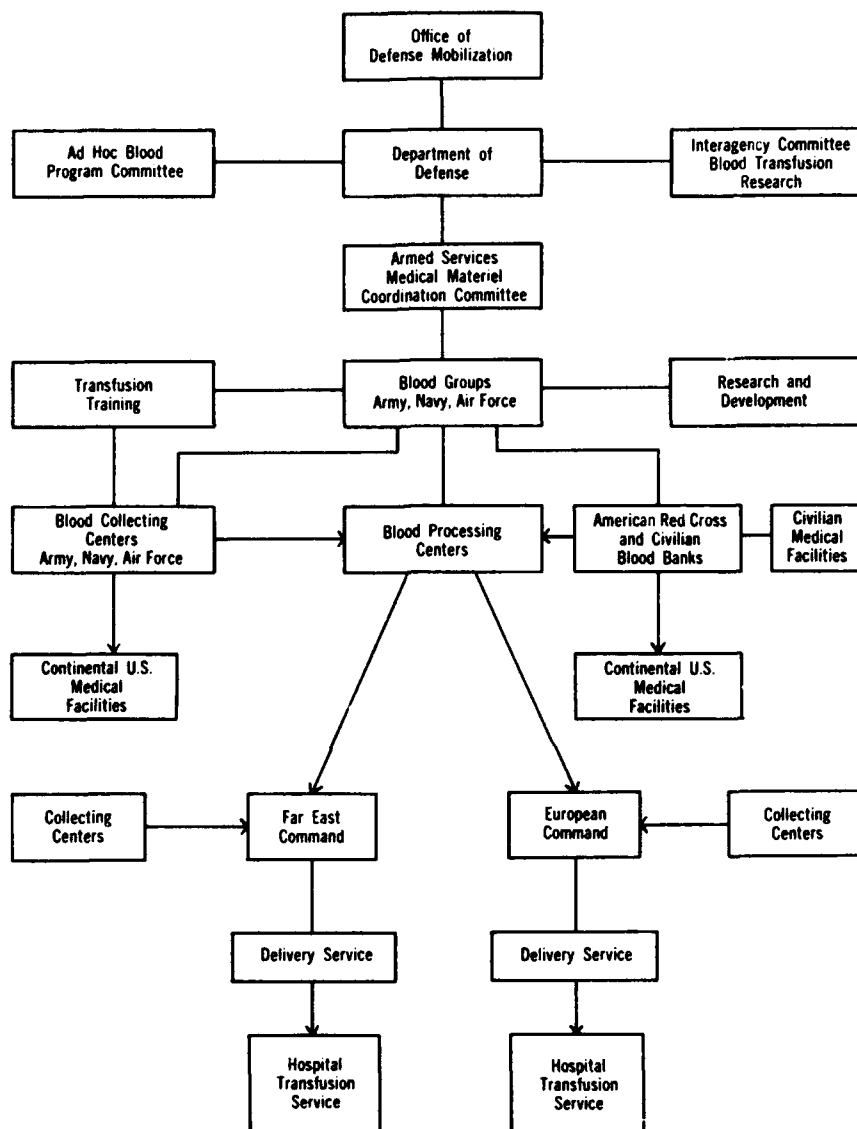 Office of
Defense Mobilization
Ad Hoc Blood
Program Committee
Department of
Defense
Interagency Committee
Blood Transfusion
Research
Armed Services
Medical Materiel
Coordination Committee
Transfusion
Training
Blood Groups
Army, Navy, Air Force
Research and
Development
Blood Collecting
Centers
Army, Navy, Air Force
Blood Processing
Centers
American Red Cross
and Civilian
Blood Banks
Civilian
Medical
Facilities
Continental U.S.
Medical
Facilities
Continental U.S.
Medical
Facilities
Collecting
Centers
Far East
Command
European
Command
Collecting
Centers
Delivery Service
Delivery Service
Hospital
Transfusion
Service
Hospital
Transfusion
Service